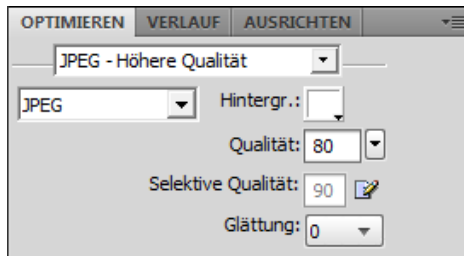 OPTIMIEREN VERLAUF AUSRICHTEN
JPEG - Höhere Qualität
JPEG Hintergr.:
Qualität: 80
Selektive Qualität: 90
Glättung: 0